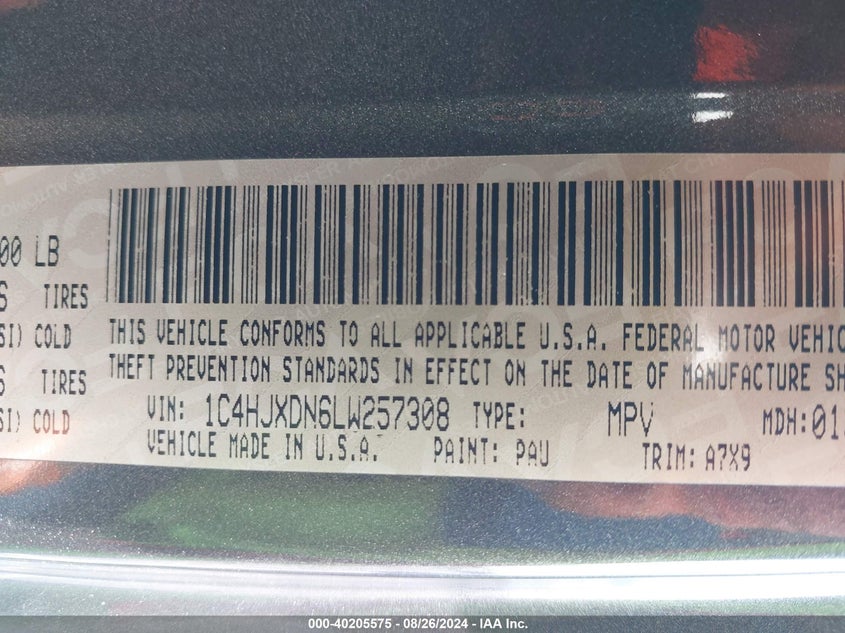 00 LB
S TIRES
SI) COLD
S TIRES
SI) COLD
THIS VEHICLE CONFORMS TO ALL APPLICABLE U.S.A. FEDERAL MOTOR VEHIC
THEFT PREVENTION STANDARDS IN EFFECT ON THE DATE OF MANUFACTURE SH
VIN: 1C4HJXDN6LW257308 TYPE: MPV MDH:01
VEHICLE MADE IN U.S.A. PAINT: PAU TRIM: A7X9
000-40205575 - 08/26/2024 - IAA Inc.